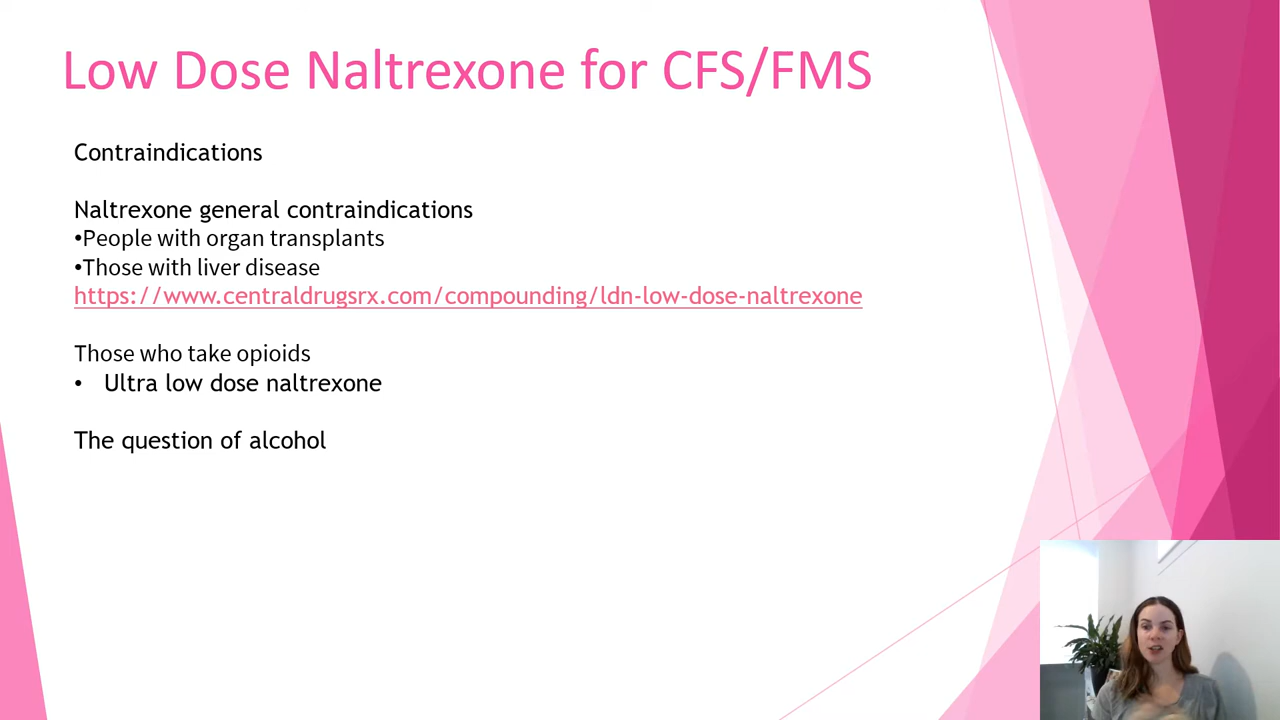 Low Dose Naltrexone for CFS/FMS
Contraindications
Naltrexone general contraindications
•People with organ transplants
•Those with liver disease
https://www.centraldrugsrx.com/compounding/ldn-low-dose-naltrexone
Those who take opioids
• Ultra low dose naltrexone
The question of alcohol